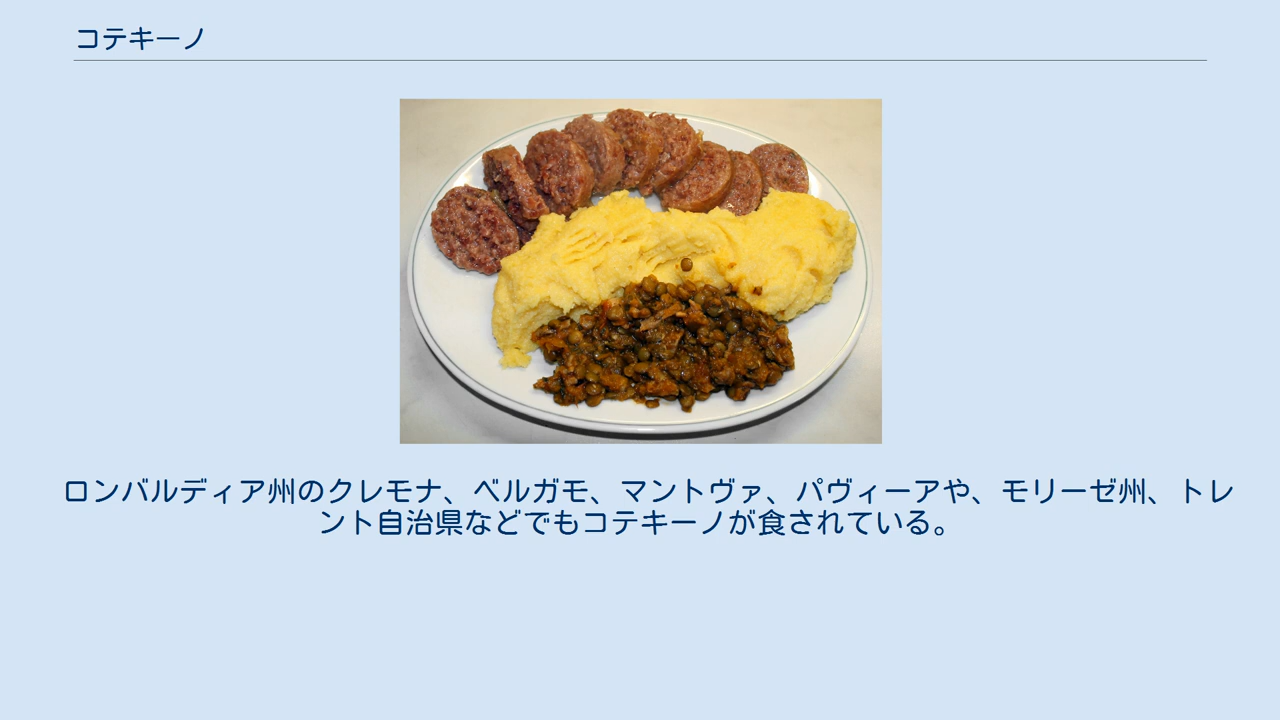 コテキーノ
ロンバルディア州のクレモナ、ベルガモ、マントヴァ、パヴィーアや、モリーゼ州、トレ
ント自治県などでもコテキーノが食されている。